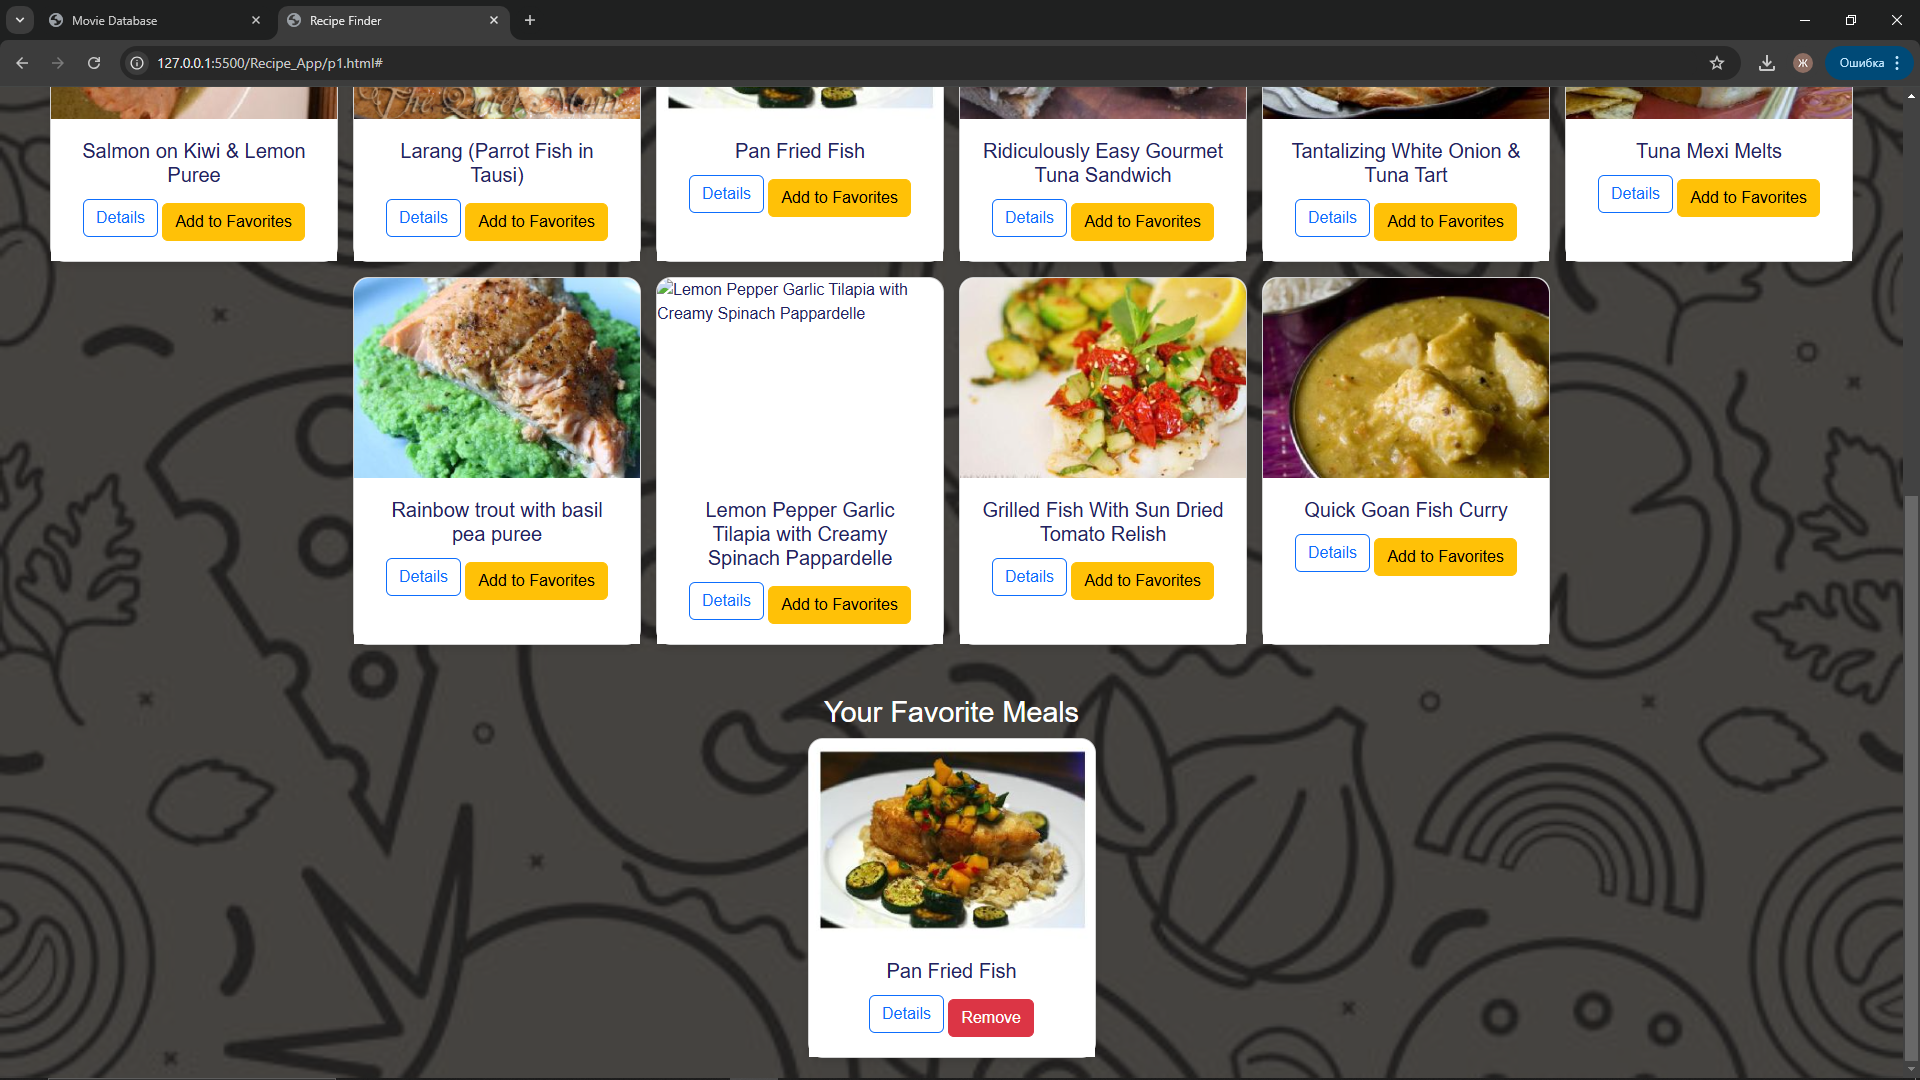 Movie Database
Recipe Finder
127.0.0.1:5500/Recipe_App/p1.html#
Ж
Ошибка
Salmon on Kiwi & Lemon
Puree
Details
Add to Favorites
Larang (Parrot Fish in
Tausi)
Details
Add to Favorites
Pan Fried Fish
Details
Add to Favorites
Ridiculously Easy Gourmet
Tuna Sandwich
Details
Add to Favorites
Tantalizing White Onion &
Tuna Tart
Details
Add to Favorites
Tuna Mexi Melts
Details
Add to Favorites
Rainbow trout with basil
pea puree
Details
Add to Favorites
Lemon Pepper Garlic Tilapia with
Creamy Spinach Pappardelle
Lemon Pepper Garlic
Tilapia with Creamy
Spinach Pappardelle
Details
Add to Favorites
Grilled Fish With Sun Dried
Tomato Relish
Details
Add to Favorites
Quick Goan Fish Curry
Details
Add to Favorites
Your Favorite Meals
Pan Fried Fish
Details
Remove